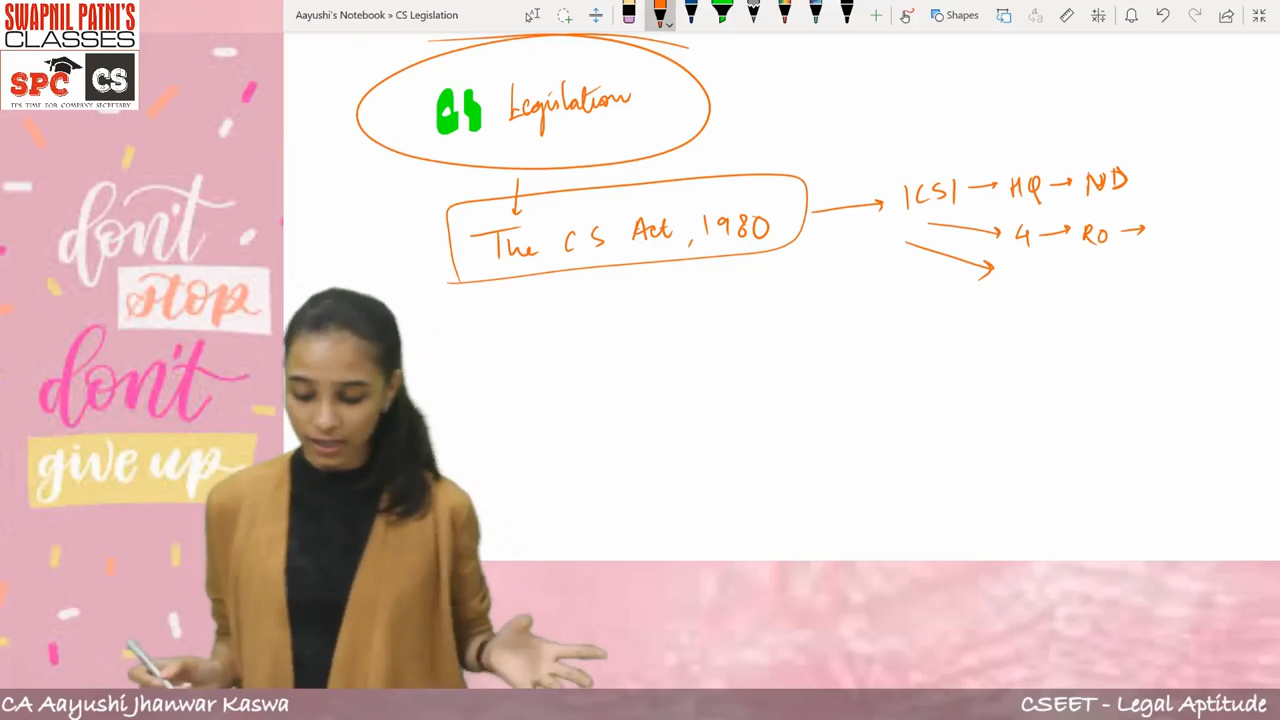 SWAPNIL PATNI'S
CLASSES
SPC CS
IT'S TIME FOR COMPANY SECRETARY
Aayushi's Notebook » CS Legislation
Shapes
CS Legislation
The CS Act, 1980
ICSI → HQ → ND
4 → RO →
don't
stop
don't
give up
CA Aayushi Jhanwar Kaswa
CSEET - Legal Aptitude